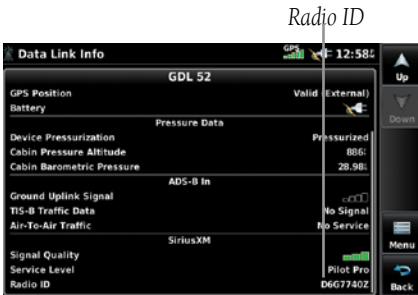 Radio ID
Data Link Info GPS 12:58
Up
GDL 52
GPS Position Valid (External)
Battery
Down
Pressure Data
Device Pressurization Pressurized
Cabin Pressure Altitude 886
Cabin Barometric Pressure 28.98
ADS-B In
Ground Uplink Signal
TIS-B Traffic Data No Signal
Air-To-Air Traffic No Service
SiriusXM
Menu
Signal Quality
Service Level Pilot Pro
Radio ID D6G7740Z
Back